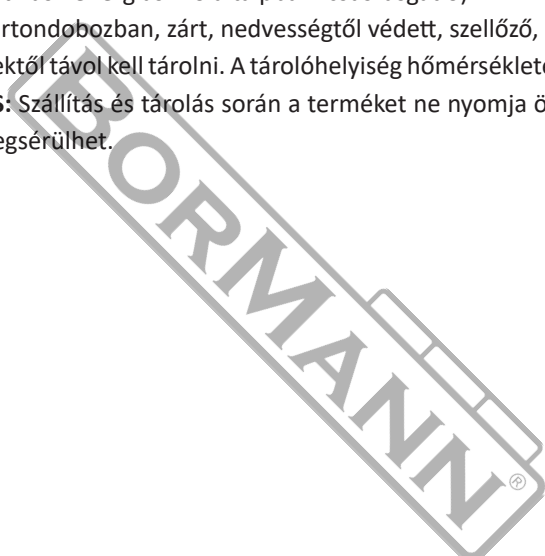 rtondobozban, zárt, nedvességtől védett, szellőző,
ektől távol kell tárolni. A tárolóhelyiség hőmérséklete
S: Szállítás és tárolás során a terméket ne nyomja ö
egsérülhet.
BORMANN®